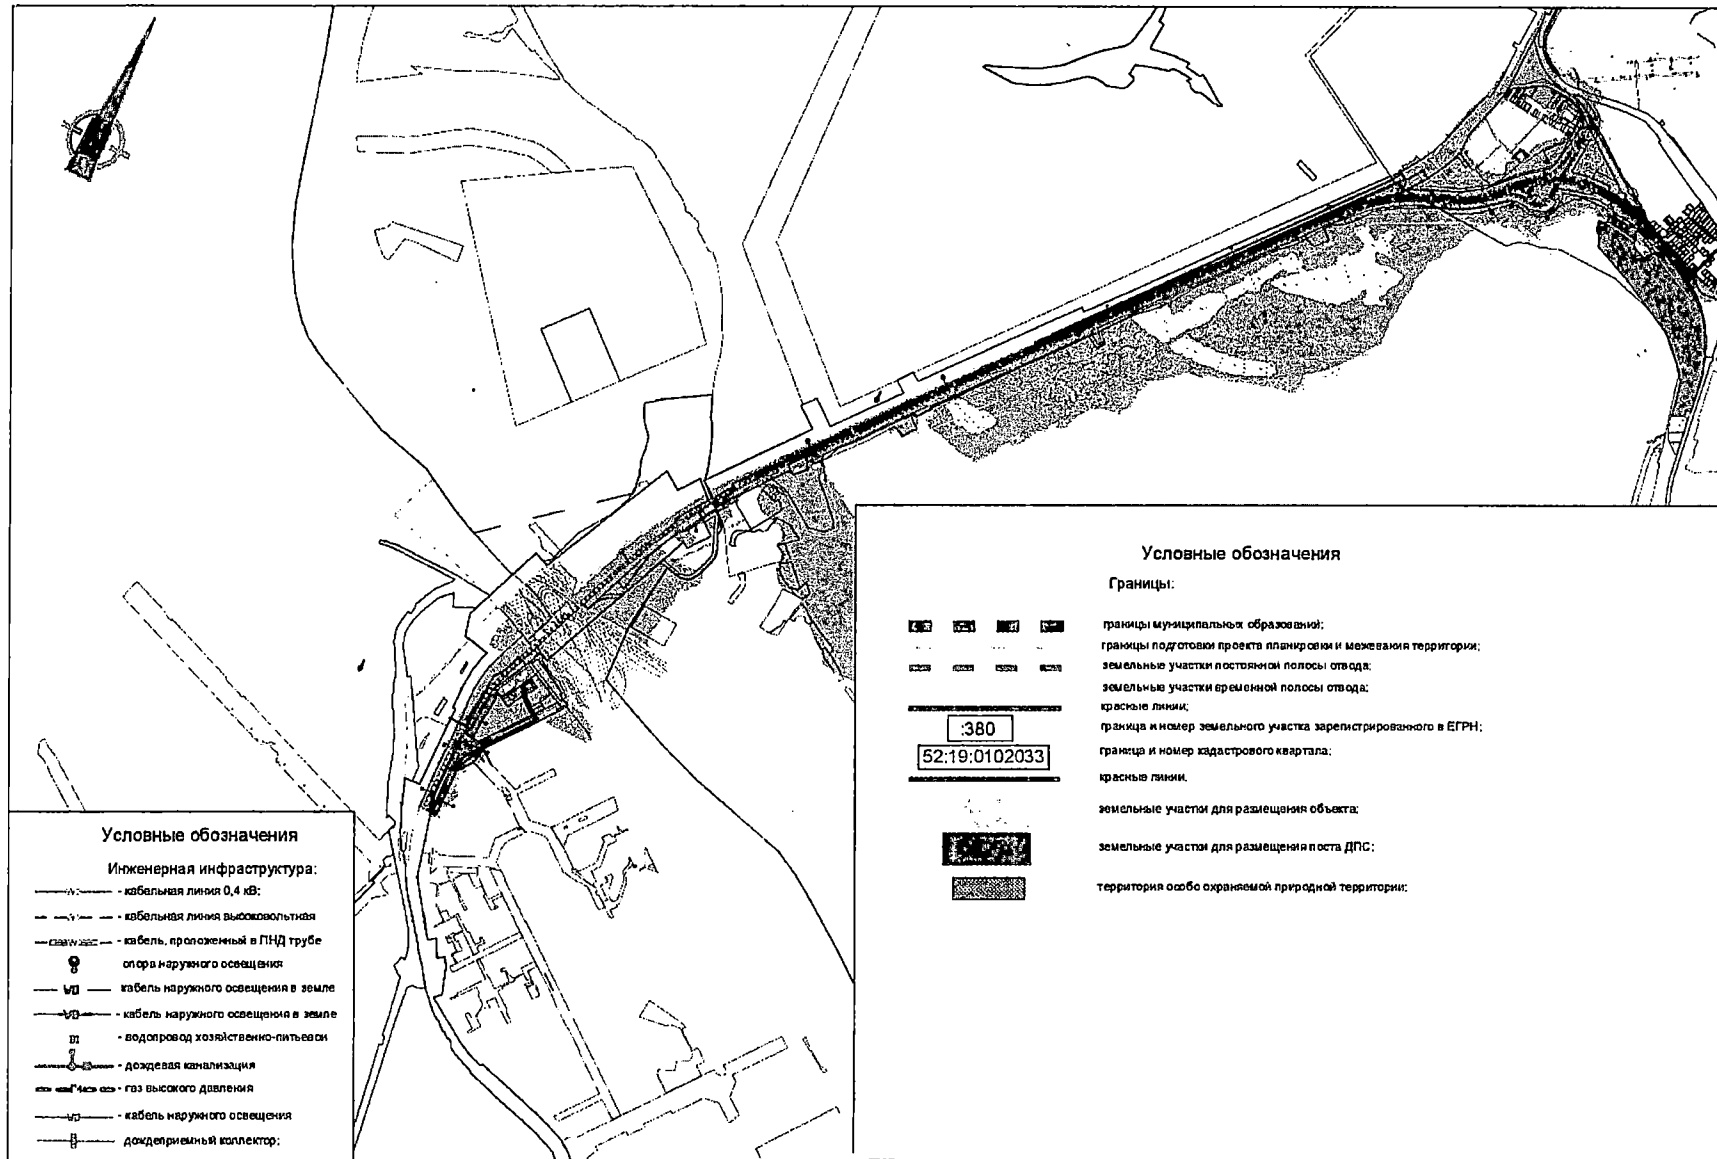 Условные обозначения
Границы:
границы муниципальных образований;
границы подготовки проекта планировки и межевания территории;
земельные участки постоянной полосы отвода;
земельные участки временной полосы отвода;
красные линии;
:380
граница и номер земельного участка зарегистрированного в ЕГРН;
52:19:0102033
граница и номер кадастрового квартала;
красные линии.
земельные участки для размещения объекта;
земельные участки для размещения поста ДПС;
территория особо охраняемой природной территории;
Условные обозначения
Инженерная инфраструктура:
- кабельная линия 0,4 кВ;
- кабельная линия высоковольтная
- кабель, проложенный в ПНД трубе
опора наружного освещения
кабель наружного освещения в земле
- кабель наружного освещения в земле
В1 - водопровод хозяйственно-питьевой
- дождевая канализация
- газ высокого давления
- кабель наружного освещения
дождеприемный коллектор;